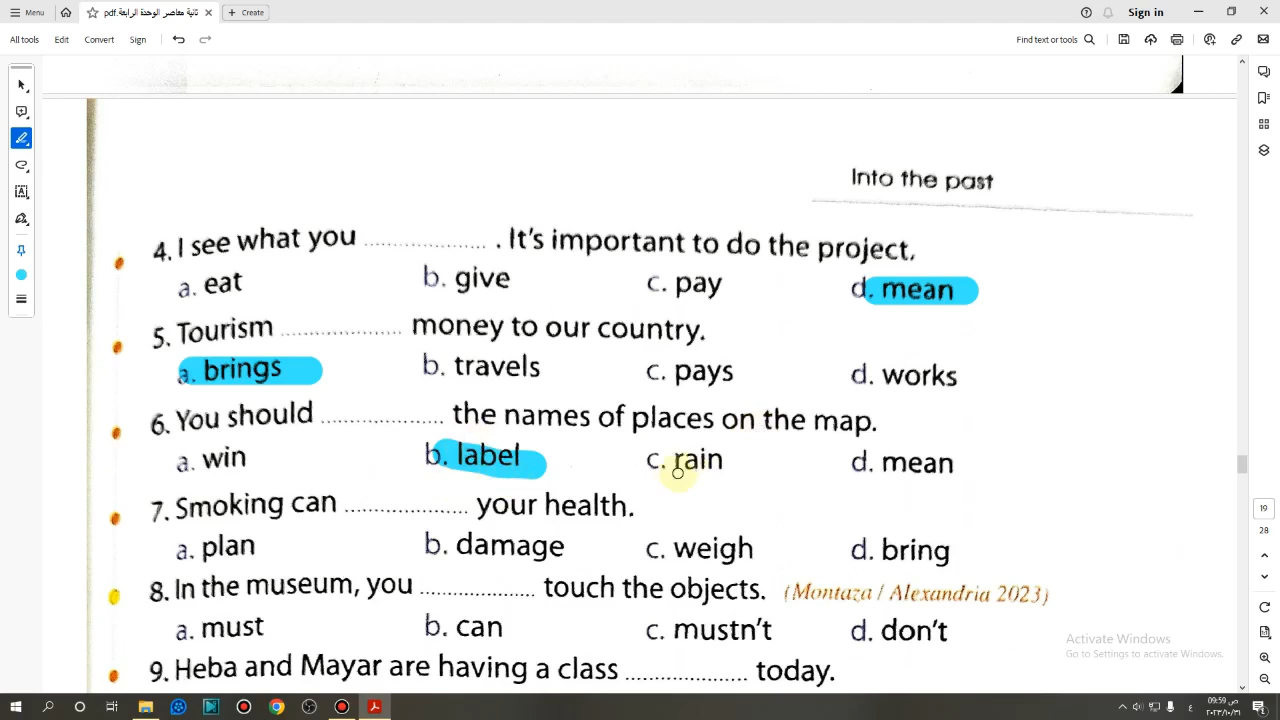 Menu ثانية معاصر الوحدة الرابعة.pdf × + Create Sign in
All tools Edit Convert Sign Find text or tools
Into the past
4. I see what you .................... . It's important to do the project.
a. eat b. give c. pay d. mean
5. Tourism .................... money to our country.
a. brings b. travels c. pays d. works
6. You should .................... the names of places on the map.
a. win b. label c. rain d. mean
7. Smoking can .................... your health.
a. plan b. damage c. weigh d. bring
8. In the museum, you .................... touch the objects. (Montaza / Alexandria 2023)
a. must b. can c. mustn't d. don't
9. Heba and Mayar are having a class .................... today.
19
28
Activate Windows
Go to Settings to activate Windows.
09:59 ص
٢٠٢٣/١٠/٣١